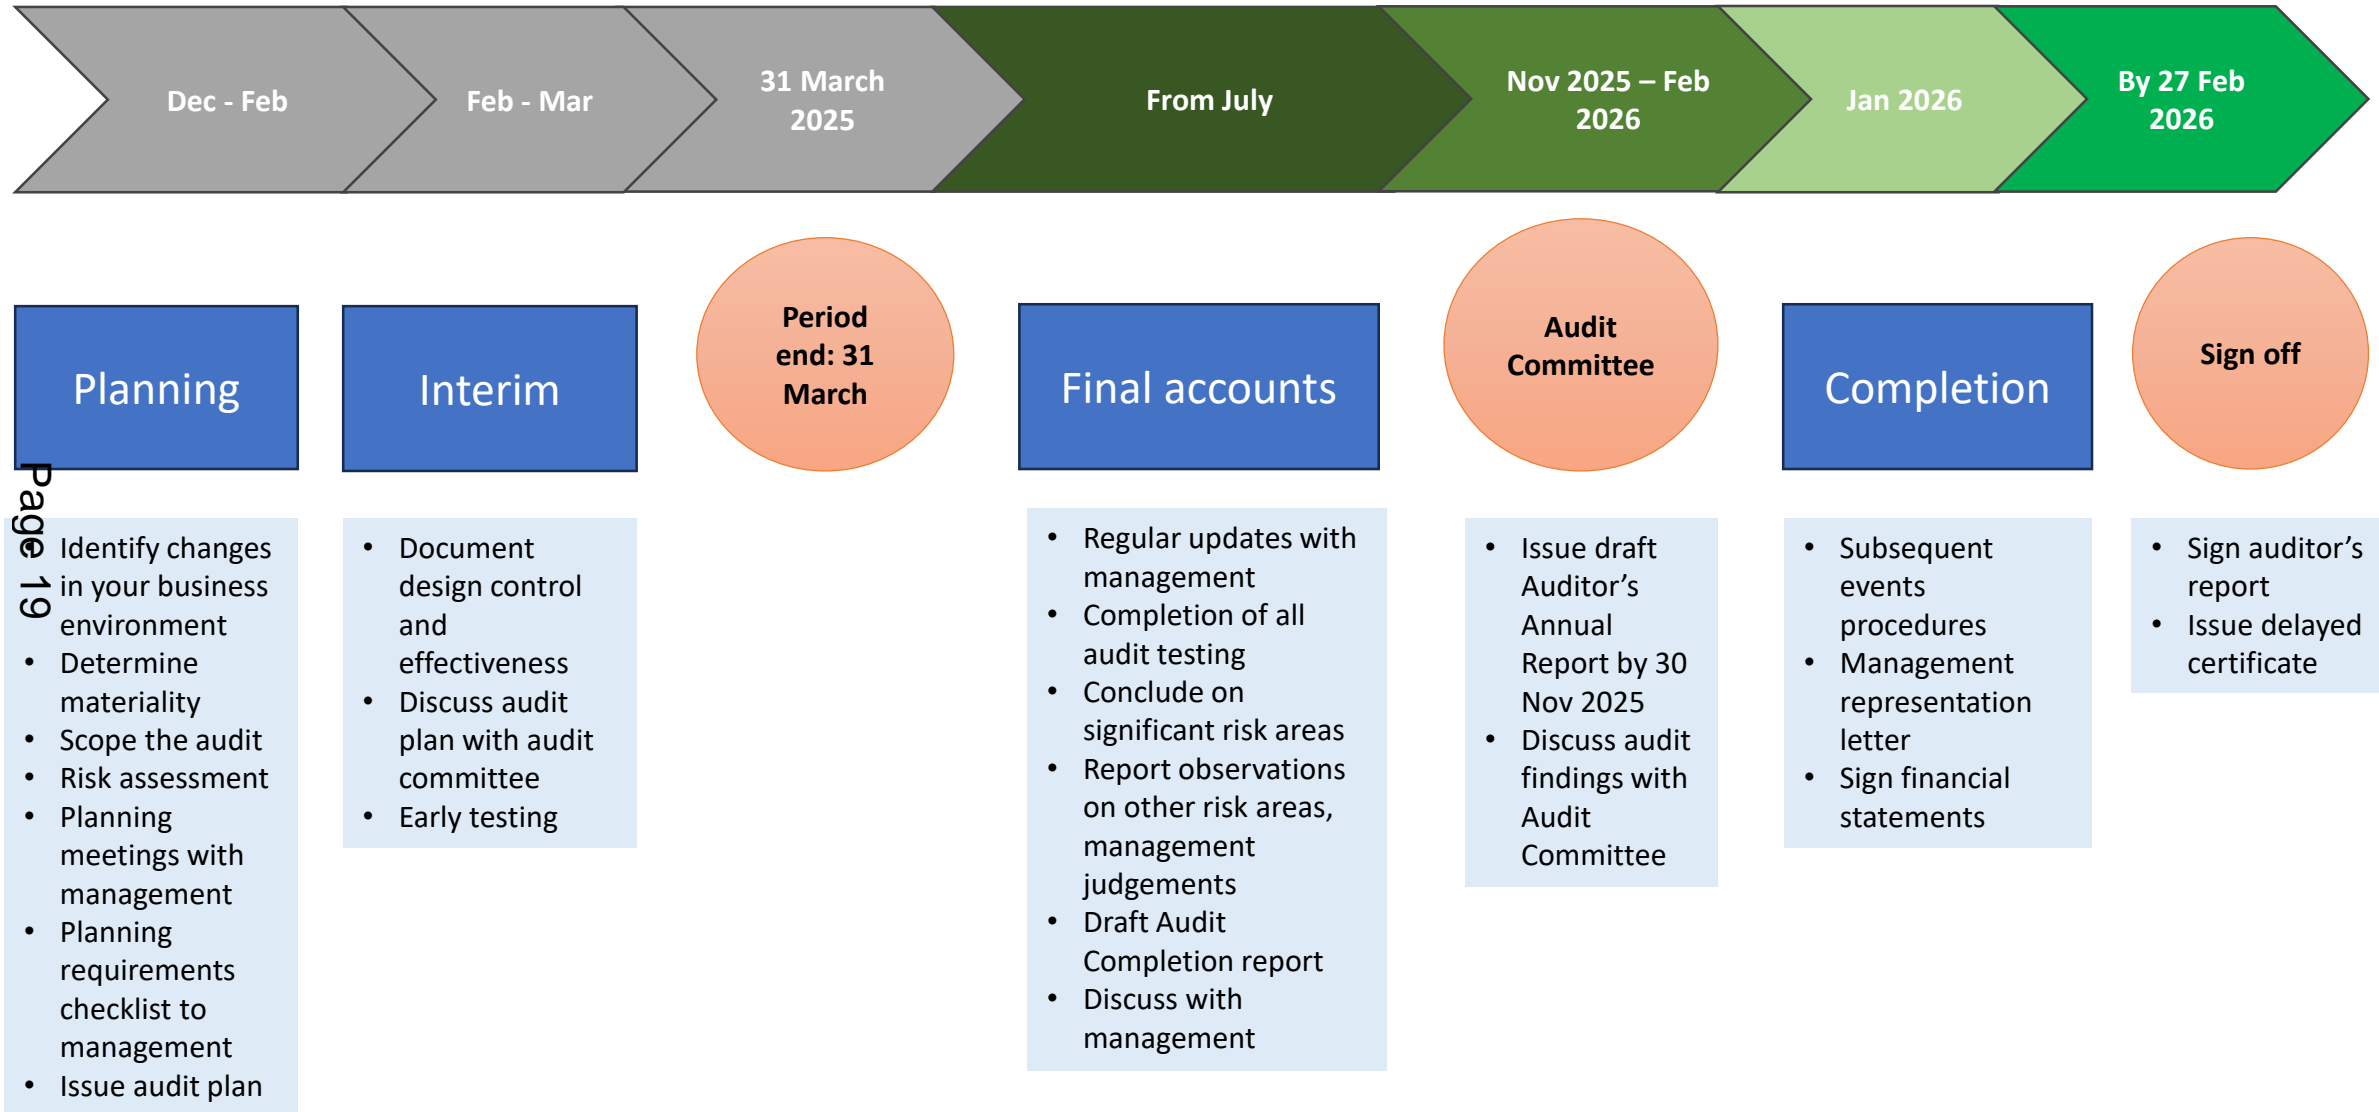 Dec - Feb
Feb - Mar
31 March
2025
From July
Nov 2025 – Feb
2026
Jan 2026
By 27 Feb
2026
Planning
Interim
Period
end: 31
March
Final accounts
Audit
Committee
Completion
Sign off
Page 19
• Identify changes
in your business
environment
• Determine
materiality
• Scope the audit
• Risk assessment
• Planning
meetings with
management
• Planning
requirements
checklist to
management
• Issue audit plan
• Document
design control
and
effectiveness
• Discuss audit
plan with audit
committee
• Early testing
• Regular updates with
management
• Completion of all
audit testing
• Conclude on
significant risk areas
• Report observations
on other risk areas,
management
judgements
• Draft Audit
Completion report
• Discuss with
management
• Issue draft
Auditor’s
Annual
Report by 30
Nov 2025
• Discuss audit
findings with
Audit
Committee
• Subsequent
events
procedures
• Management
representation
letter
• Sign financial
statements
• Sign auditor’s
report
• Issue delayed
certificate